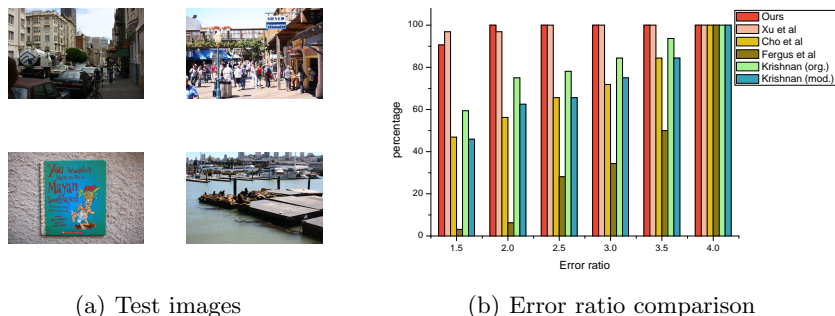 Mayan
100
80
60
40
20
0
percentage
1.5 2.0 2.5 3.0 3.5 4.0
Error ratio
Ours
Xu et al
Cho et al
Fergus et al
Krishnan (org.)
Krishnan (mod.)
(a) Test images
(b) Error ratio comparison